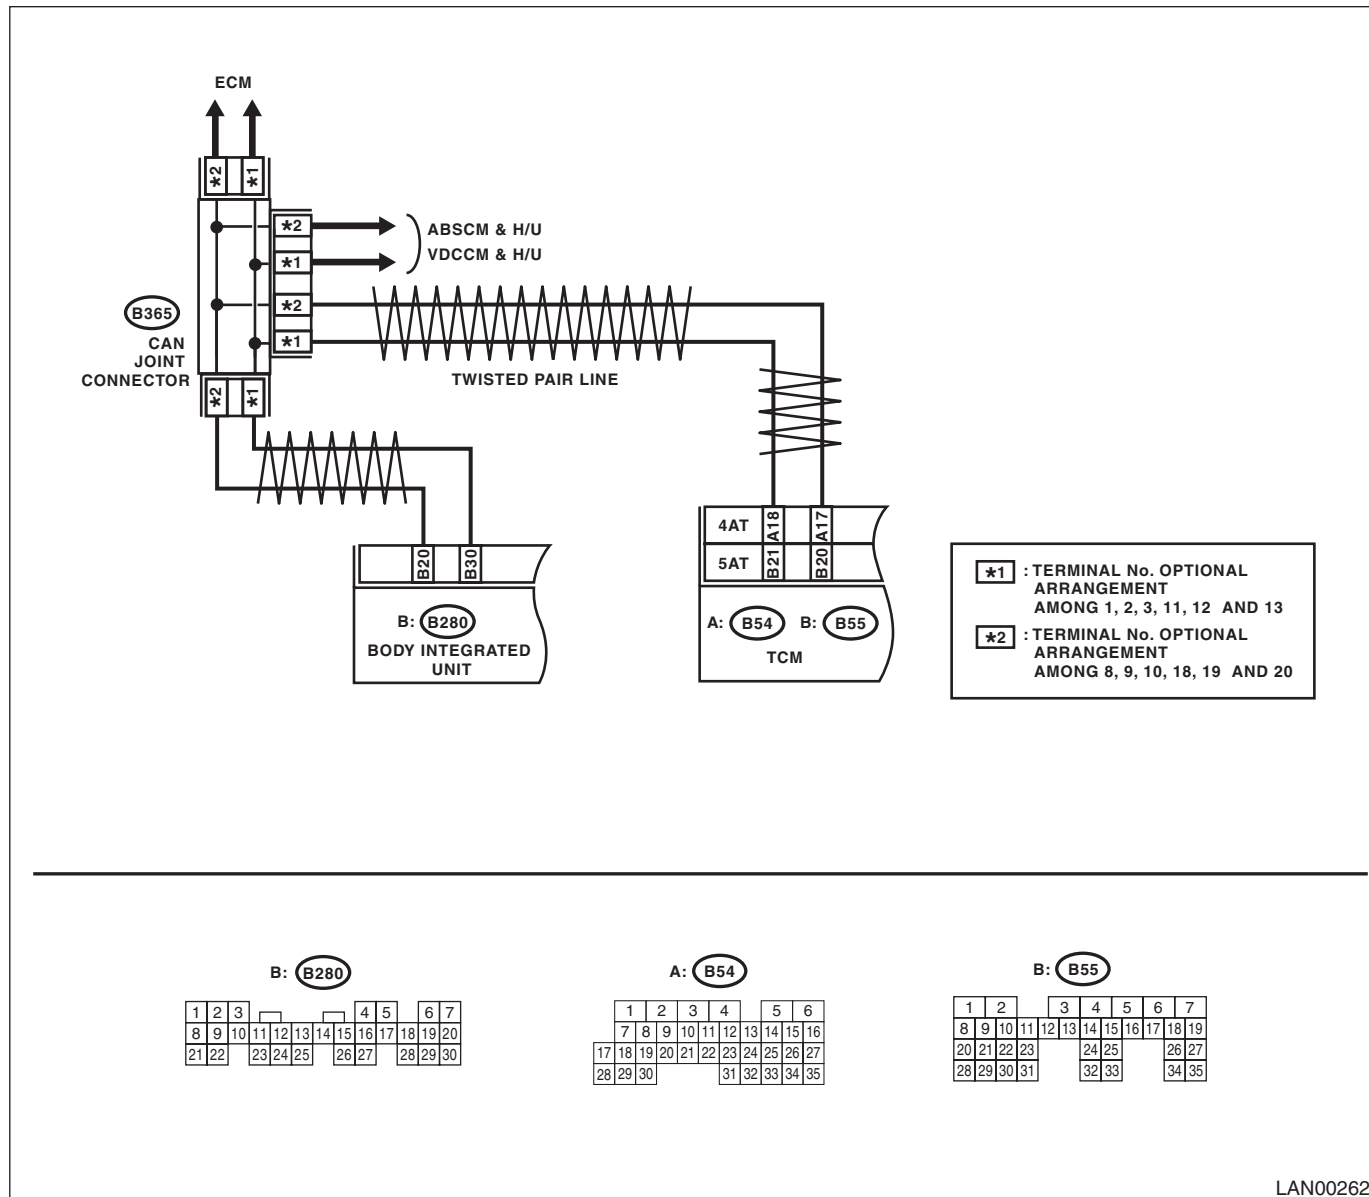 ECM
*2 *1
*2
ABSCM & H/U
*1
VDCCM & H/U
*2
*1
B365
CAN
JOINT
CONNECTOR
TWISTED PAIR LINE
*2 *1
4AT A18 A17
5AT B21 B20
B20 B30
B: B280
BODY INTEGRATED
UNIT
A: B54 B: B55
TCM
*1 : TERMINAL No. OPTIONAL
ARRANGEMENT
AMONG 1, 2, 3, 11, 12 AND 13
*2 : TERMINAL No. OPTIONAL
ARRANGEMENT
AMONG 8, 9, 10, 18, 19 AND 20
B: B280
1 2 3 4 5 6 7
8 9 10 11 12 13 14 15 16 17 18 19 20
21 22 23 24 25 26 27 28 29 30
A: B54
1 2 3 4 5 6
7 8 9 10 11 12 13 14 15 16
17 18 19 20 21 22 23 24 25 26 27
28 29 30 31 32 33 34 35
B: B55
1 2 3 4 5 6 7
8 9 10 11 12 13 14 15 16 17 18 19
20 21 22 23 24 25 26 27
28 29 30 31 32 33 34 35
LAN00262